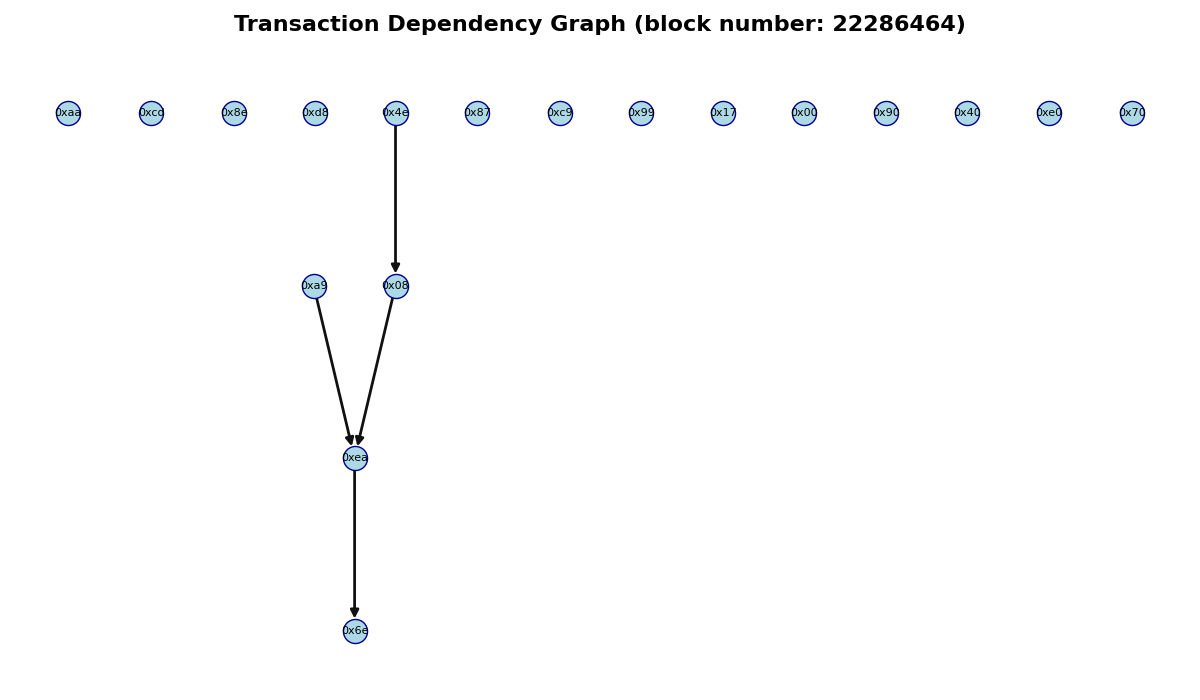 Transaction Dependency Graph (block number: 22286464)
0xaa 0xcd 0x8e 0xd8 0x4e 0x87 0xc9 0x99 0x17 0x00 0x90 0x40 0xe0 0x70
0xa9 0x08
0xea
0x6e